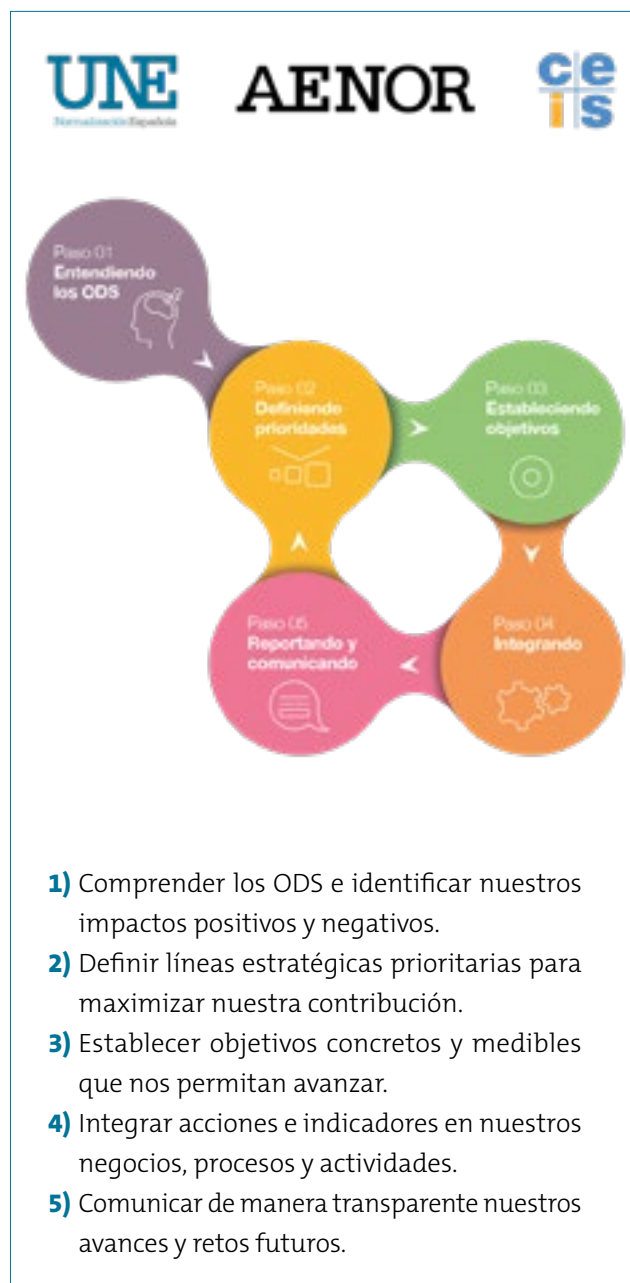 UNE
Normalización Española
AENOR
ceis
Paso 01
Entendiendo
los ODS
Paso 02
Definiendo
prioridades
Paso 03
Estableciendo
objetivos
Paso 05
Reportando y
comunicando
Paso 04
Integrando
1) Comprender los ODS e identificar nuestros
impactos positivos y negativos.
2) Definir líneas estratégicas prioritarias para
maximizar nuestra contribución.
3) Establecer objetivos concretos y medibles
que nos permitan avanzar.
4) Integrar acciones e indicadores en nuestros
negocios, procesos y actividades.
5) Comunicar de manera transparente nuestros
avances y retos futuros.